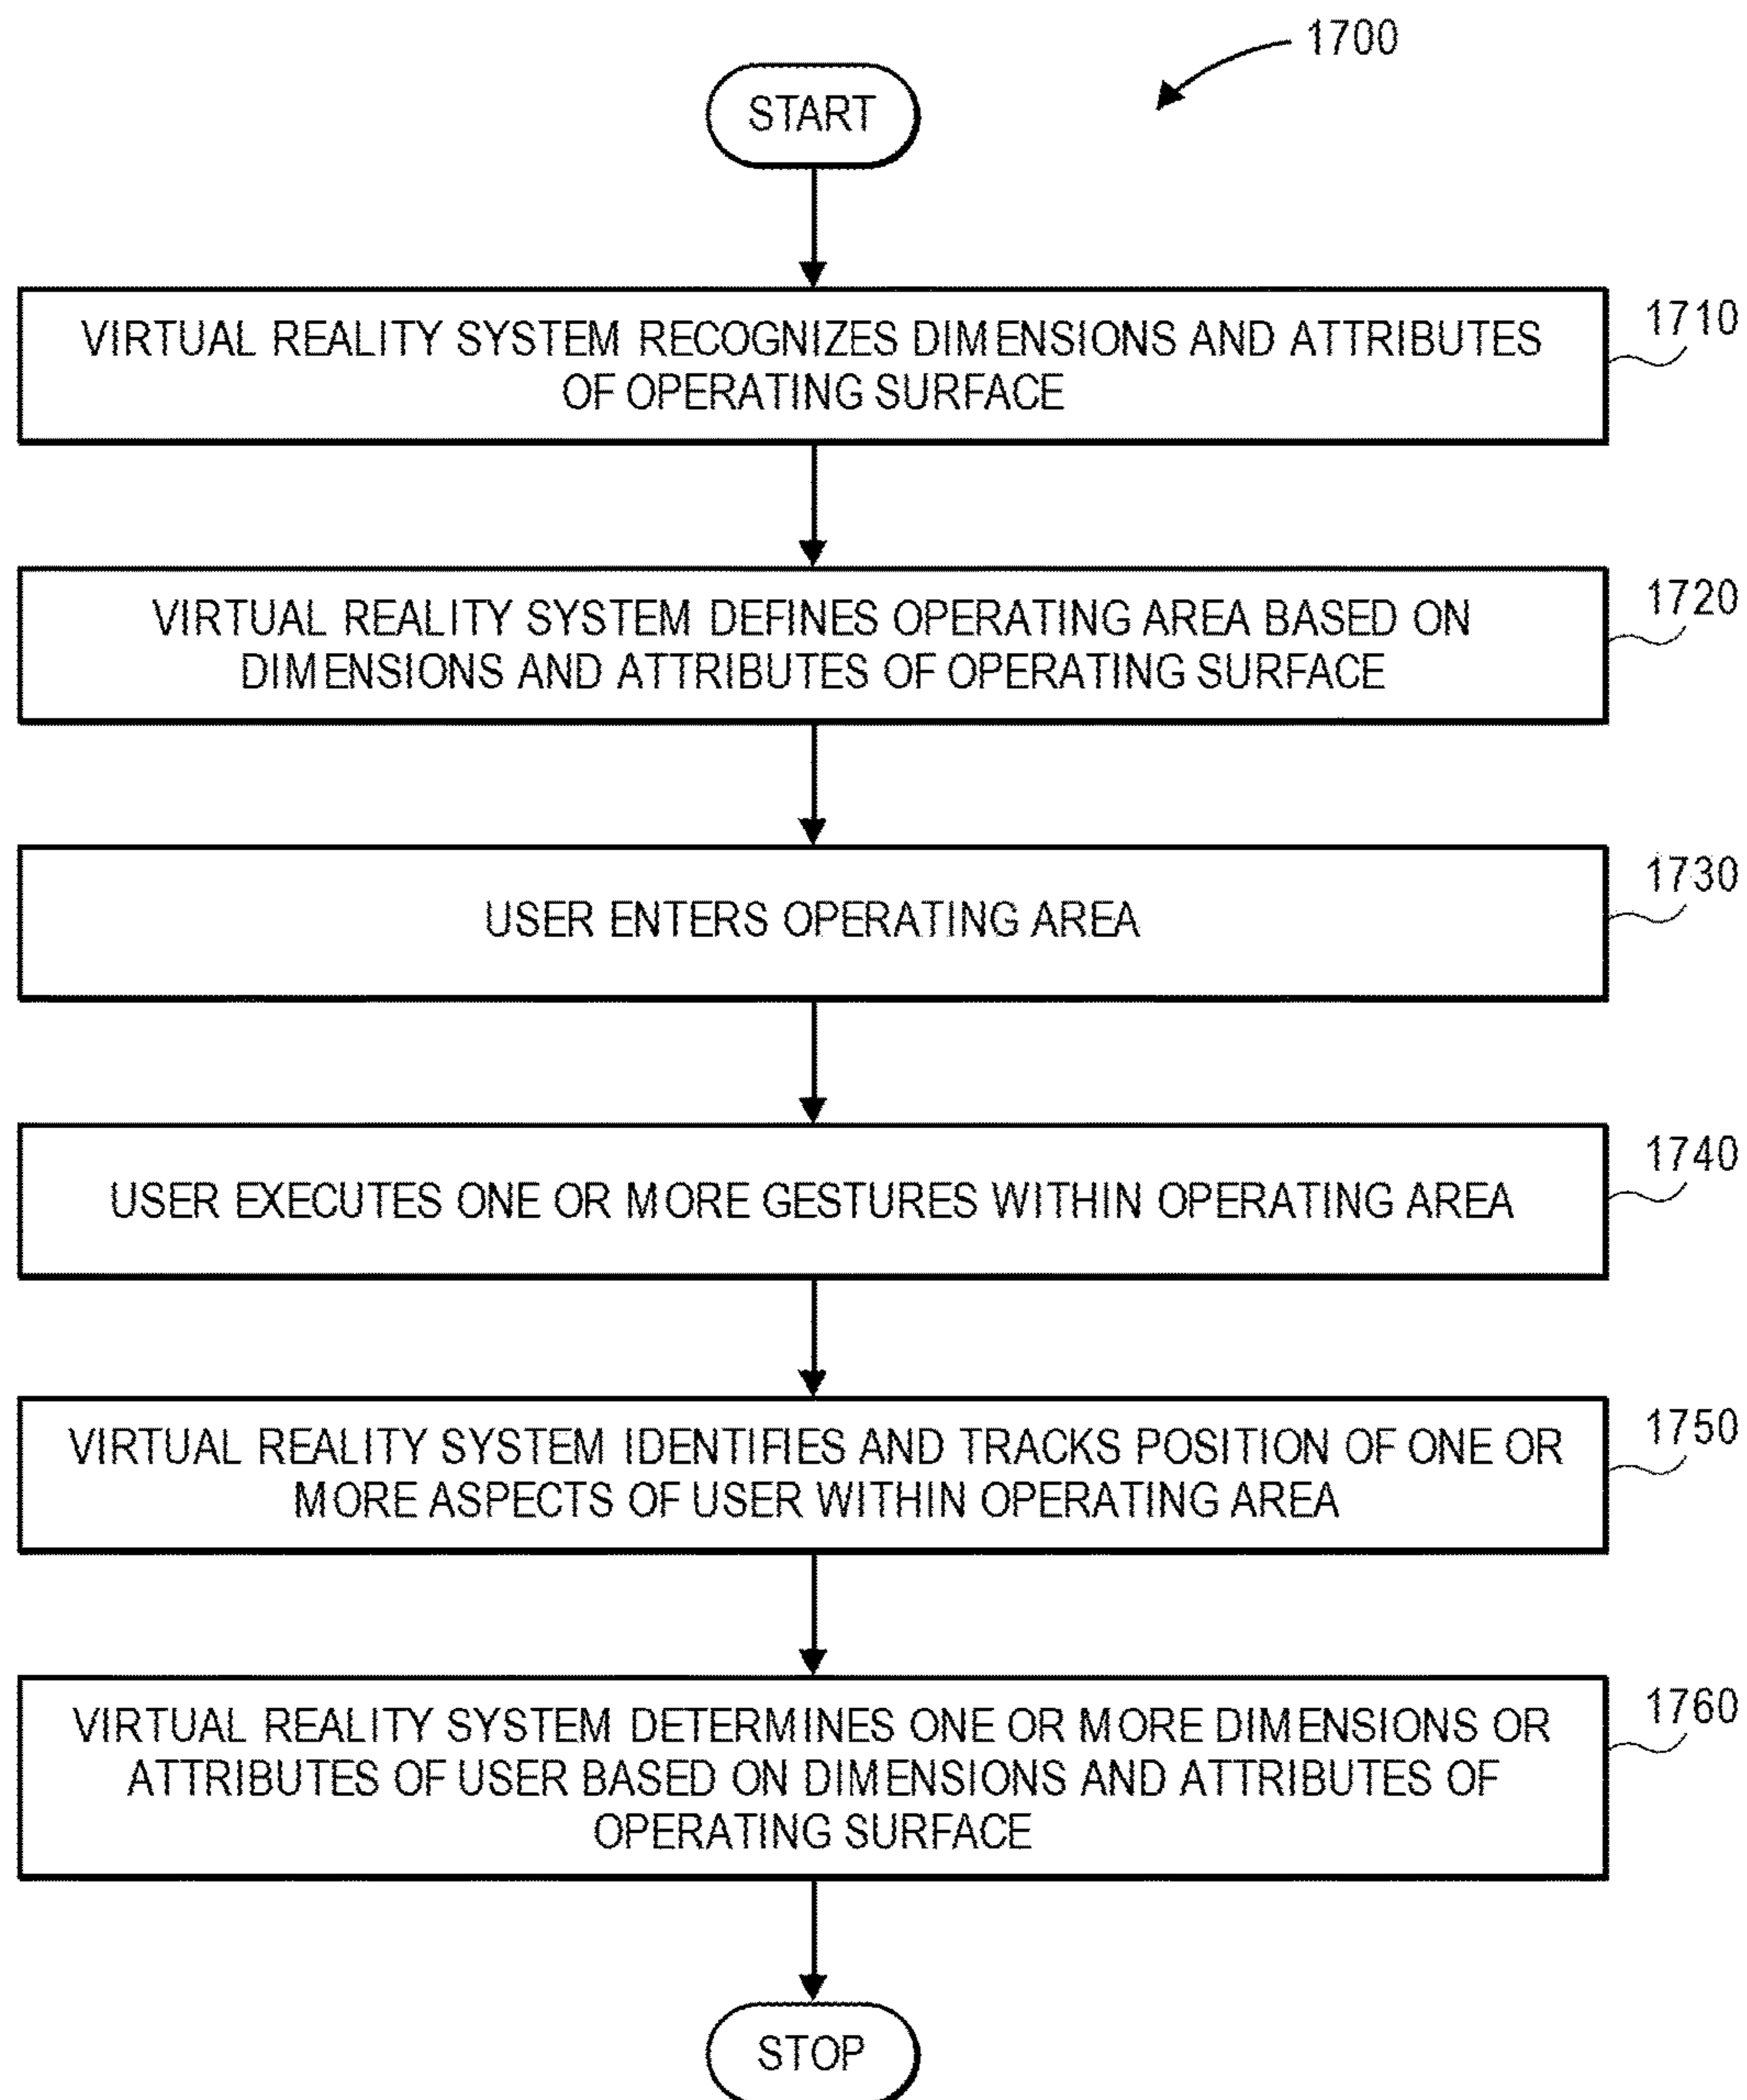 1700
START
VIRTUAL REALITY SYSTEM RECOGNIZES DIMENSIONS AND ATTRIBUTES
OF OPERATING SURFACE
1710
VIRTUAL REALITY SYSTEM DEFINES OPERATING AREA BASED ON
DIMENSIONS AND ATTRIBUTES OF OPERATING SURFACE
1720
USER ENTERS OPERATING AREA
1730
USER EXECUTES ONE OR MORE GESTURES WITHIN OPERATING AREA
1740
VIRTUAL REALITY SYSTEM IDENTIFIES AND TRACKS POSITION OF ONE OR
MORE ASPECTS OF USER WITHIN OPERATING AREA
1750
VIRTUAL REALITY SYSTEM DETERMINES ONE OR MORE DIMENSIONS OR
ATTRIBUTES OF USER BASED ON DIMENSIONS AND ATTRIBUTES OF
OPERATING SURFACE
1760
STOP